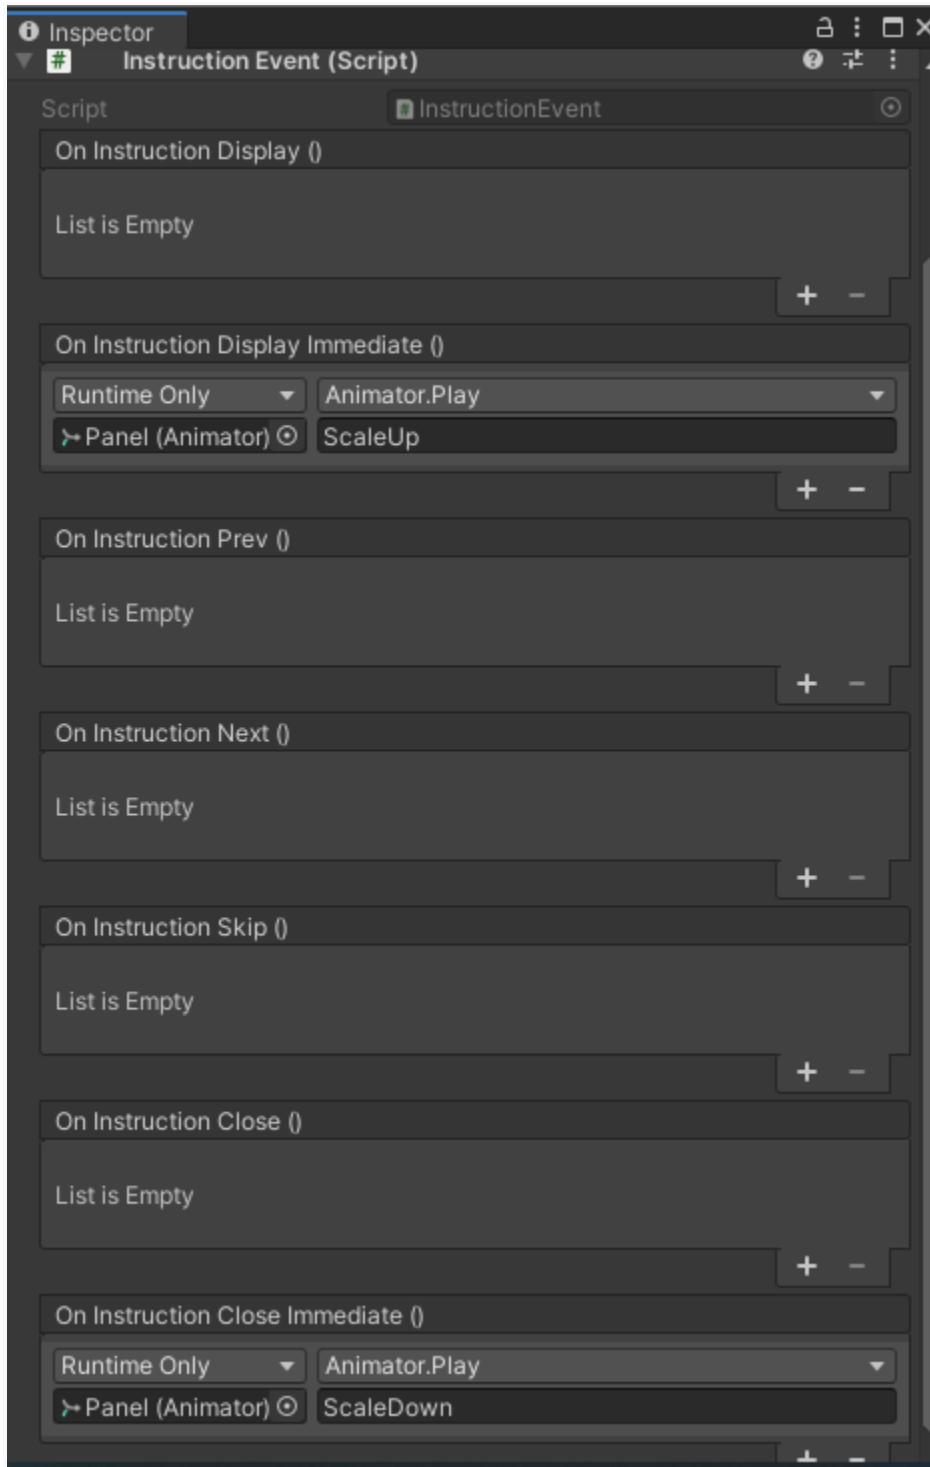 Inspector
Instruction Event (Script)
Script InstructionEvent
On Instruction Display ()
List is Empty
+ −
On Instruction Display Immediate ()
Runtime Only Animator.Play
Panel (Animator) ScaleUp
+ −
On Instruction Prev ()
List is Empty
+ −
On Instruction Next ()
List is Empty
+ −
On Instruction Skip ()
List is Empty
+ −
On Instruction Close ()
List is Empty
+ −
On Instruction Close Immediate ()
Runtime Only Animator.Play
Panel (Animator) ScaleDown
+ −